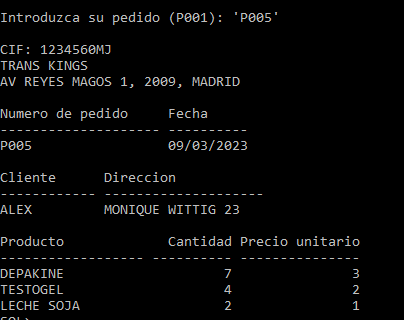 Introduzca su pedido (P001): 'P005'
CIF: 1234560MJ
TRANS KINGS
AV REYES MAGOS 1, 2009, MADRID
Numero de pedido     Fecha
-------------------- ----------
P005                 09/03/2023
Cliente      Direccion
------------ --------------------
ALEX         MONIQUE WITTIG 23
Producto             Cantidad Precio unitario
------------------ ---------- ---------------
DEPAKINE                    7               3
TESTOGEL                    4               2
LECHE SOJA                  2               1
SQL>